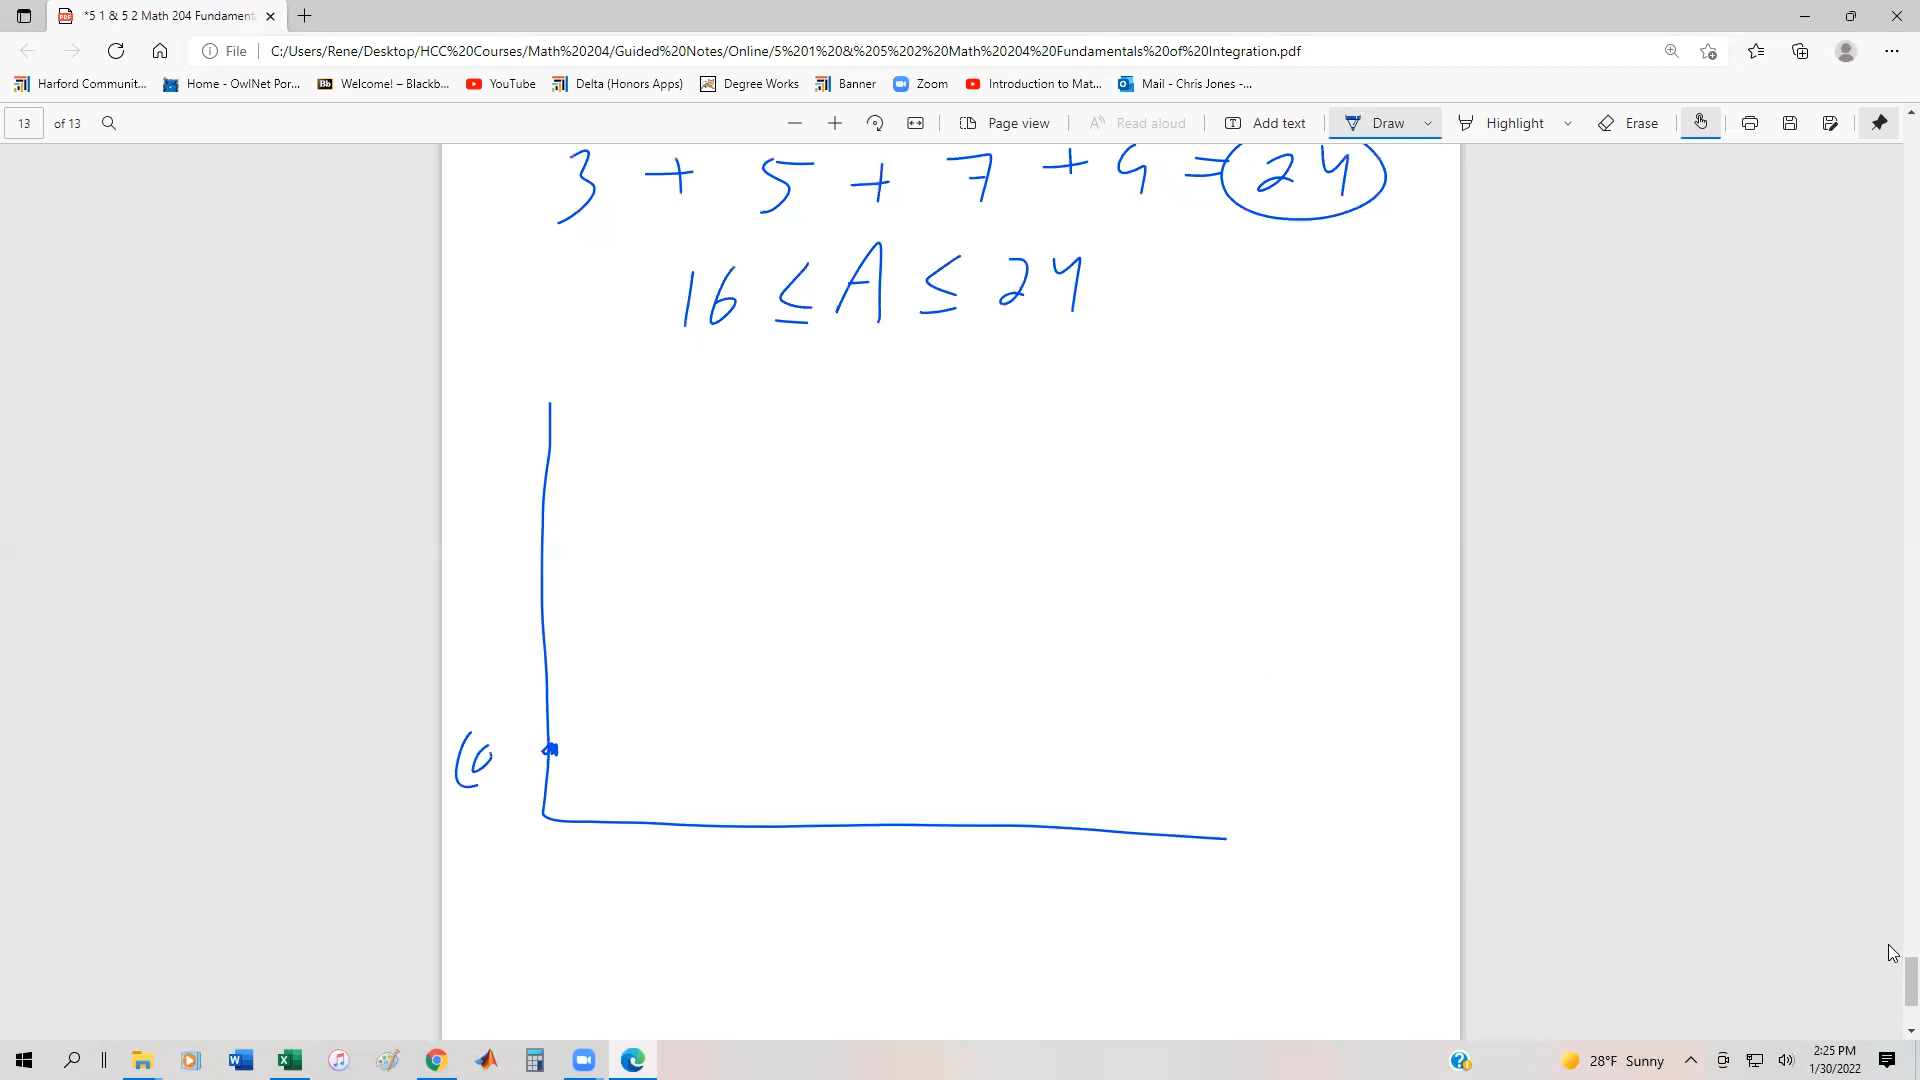 *5 1 & 5 2 Math 204 Fundament
File C:/Users/Rene/Desktop/HCC%20Courses/Math%20204/Guided%20Notes/Online/5%201%20&%205%202%20Math%20204%20Fundamentals%20of%20Integration.pdf
Harford Communit... Home - OwlNet Por... Bb Welcome! – Blackb... YouTube Delta (Honors Apps) Degree Works Banner Zoom Introduction to Mat... Mail - Chris Jones -...
13 of 13 Page view Read aloud Add text Draw Highlight Erase
3 + 5 + 7 + 9 = 24
16 ≤ A ≤ 24
(0
28°F Sunny 2:25 PM
1/30/2022